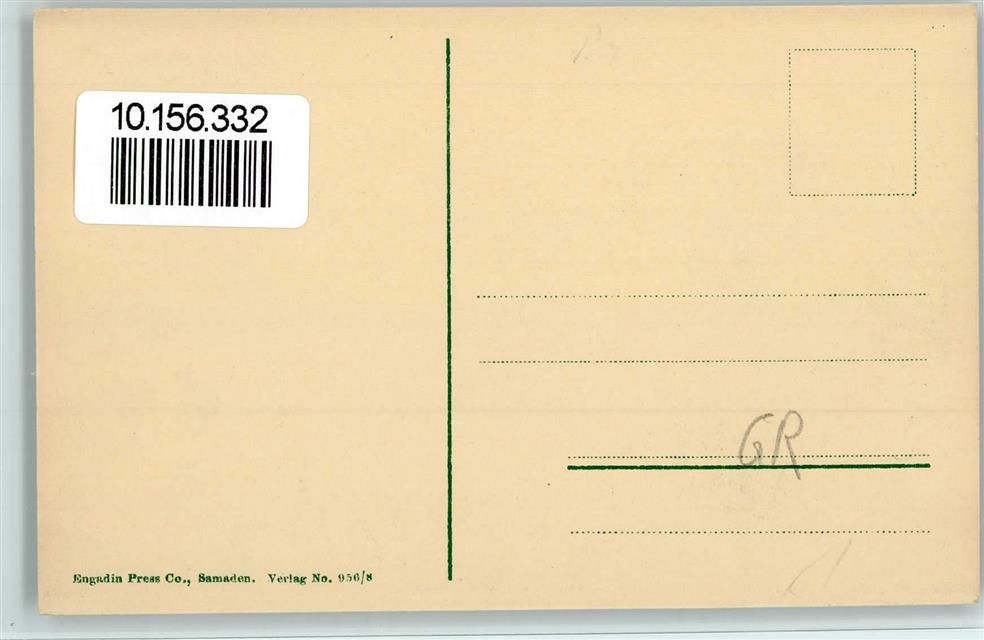 10.156.332
GR
Engadin Press Co., Samaden. Verlag No. 956/8